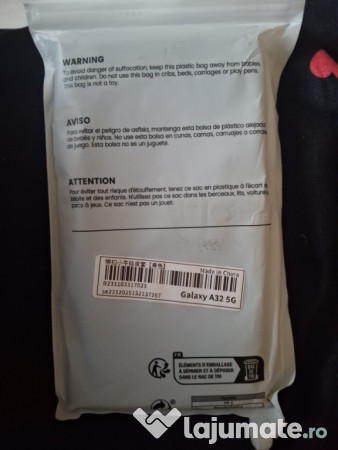 WARNING
To avoid danger of suffocation, keep this plastic bag away from babies
and children. Do not use this bag in cribs, beds, carriages or play pens.
This bag is not a toy.
AVISO
Para evitar el peligro de asfixia, mantenga esta bolsa de plástico alejada
de bebés y niños. No use esta bolsa en cunas, camas, carruajes o corrales
de juego. Esta bolsa no es un juguete.
ATTENTION
Pour éviter tout risque d'étouffement, tenez ce sac en plastique à l'écart
bébés et des enfants. N'utilisez pas ce sac dans les berceaux, lits, voitures
parcs à jeux. Ce sac n'est pas un jouet.
Made in China
Galaxy A32 5G
FR
ÉLÉMENTS D'EMBALLAGE
À SÉPARER ET À DÉPOSER
DANS LE BAC DE TRI
lajumate.ro